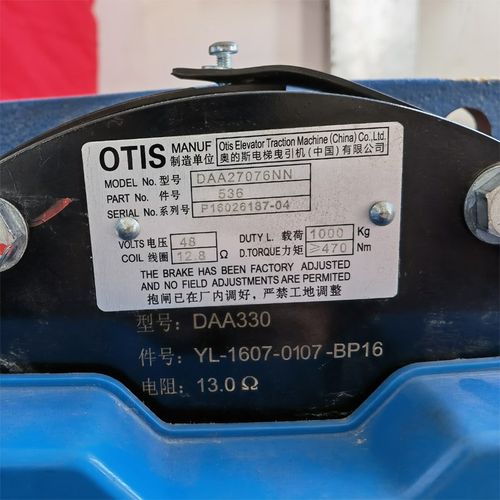 OTIS MANUF Otis Elevator Traction Machine (China) Co.,Ltd.
制造单位 奥的斯电梯曳引机(中国)有限公司
MODEL No. 型号 DAA27076NN
PART No. 件号 536
SERIAL No. 系列号 P16026187-04
VOLTS 电压 48 DUTY L. 载荷 1000 Kg
COIL 线圈 12.8 Ω D.TORQUE 力矩 ≥470 Nm
THE BRAKE HAS BEEN FACTORY ADJUSTED
AND NO FIELD ADJUSTMENTS ARE PERMITED
抱闸已在厂内调好，严禁工地调整
型号: DAA330
件号: YL-1607-0107-BP16
电阻: 13.0 Ω